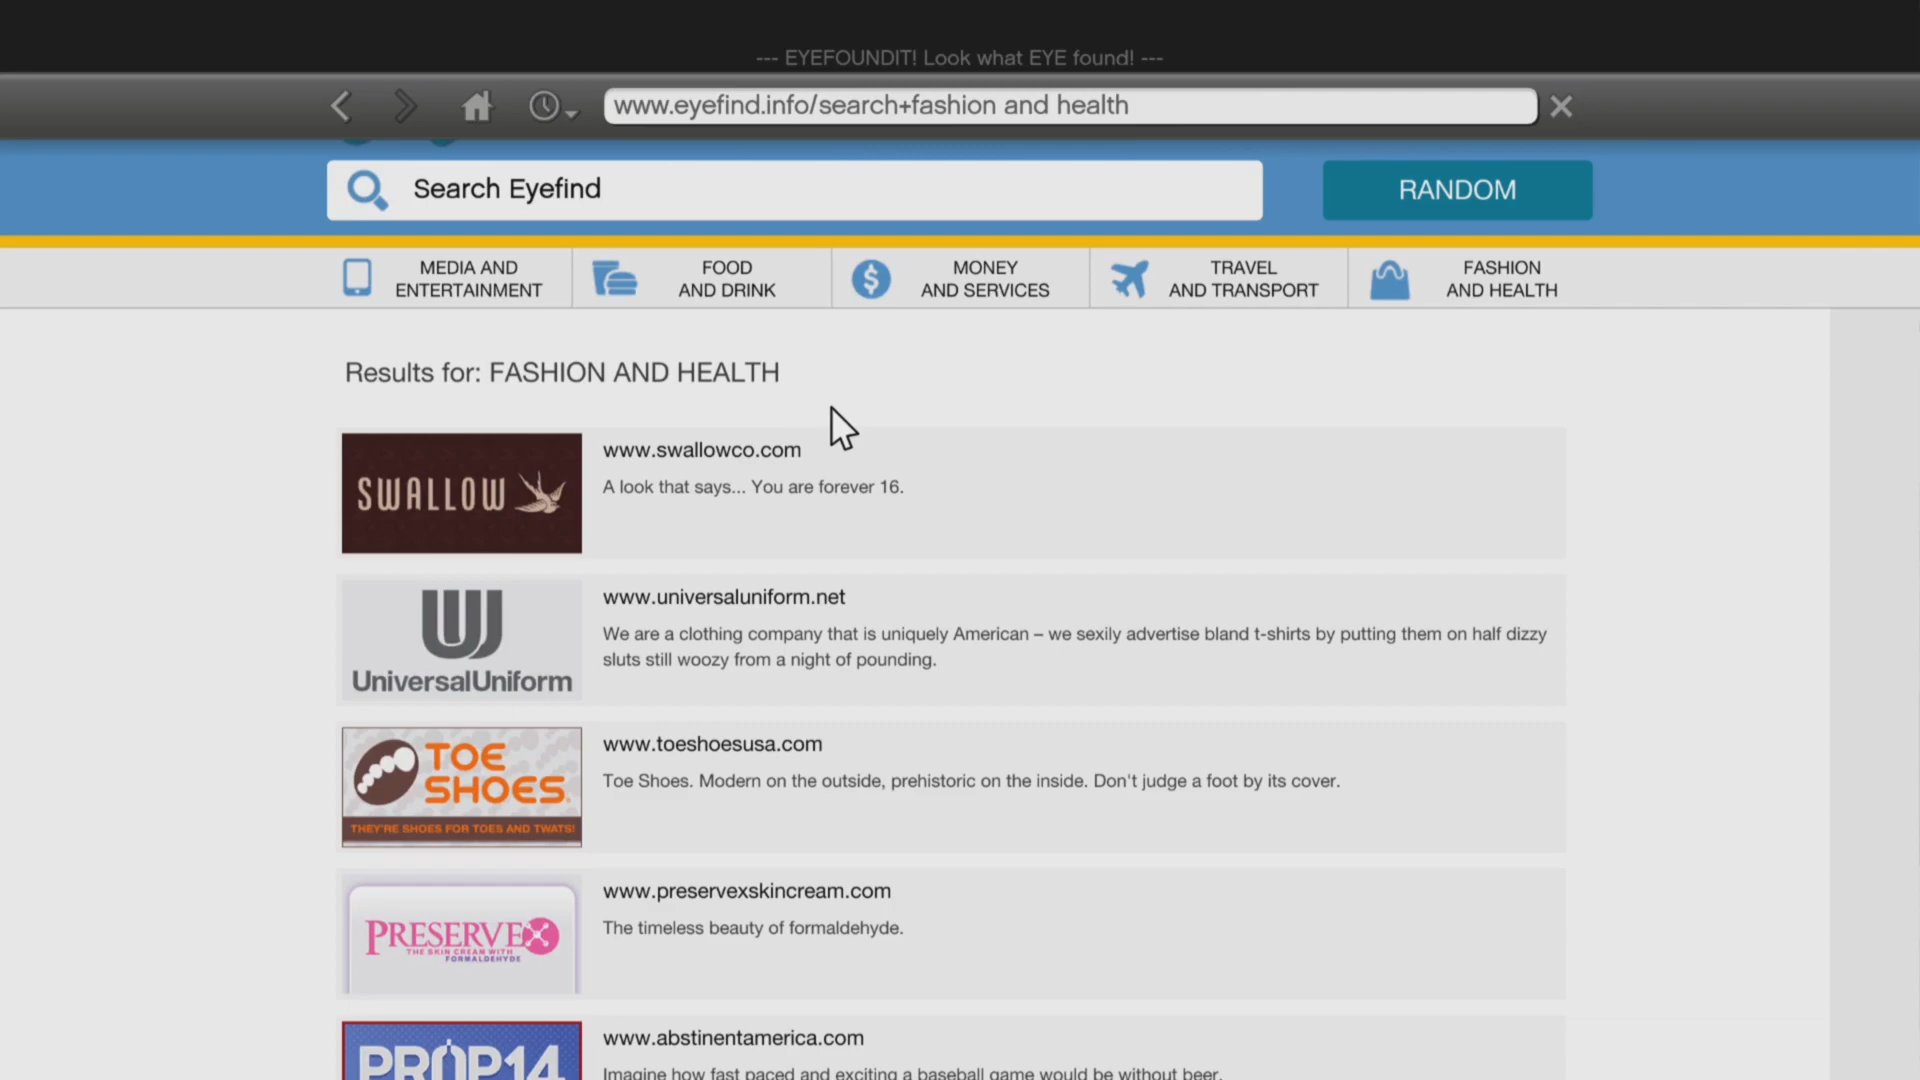 --- EYEFOUNDIT! Look what EYE found! ---
www.eyefind.info/search+fashion and health
Search Eyefind
RANDOM
MEDIA AND
ENTERTAINMENT
FOOD
AND DRINK
MONEY
AND SERVICES
TRAVEL
AND TRANSPORT
FASHION
AND HEALTH
Results for: FASHION AND HEALTH
SWALLOW
www.swallowco.com
A look that says... You are forever 16.
UniversalUniform
www.universaluniform.net
We are a clothing company that is uniquely American – we sexily advertise bland t-shirts by putting them on half dizzy
sluts still woozy from a night of pounding.
TOE
SHOES
THEY'RE SHOES FOR TOES AND TWATS!
www.toeshoesusa.com
Toe Shoes. Modern on the outside, prehistoric on the inside. Don't judge a foot by its cover.
PRESERVEX
THE SKIN CREAM WITH
FORMALDEHYDE
www.preservexskincream.com
The timeless beauty of formaldehyde.
PROP14
www.abstinentamerica.com
Imagine how fast paced and exciting a baseball game would be without beer.